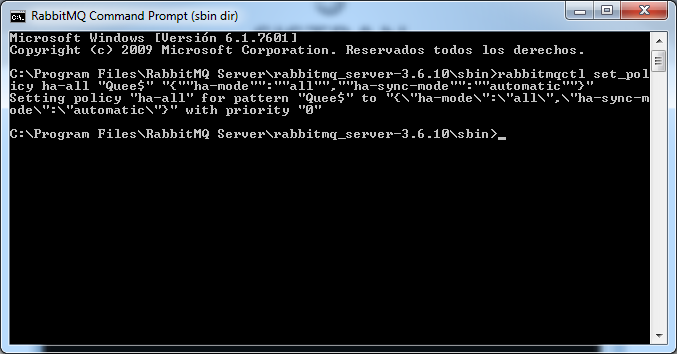 RabbitMQ Command Prompt (sbin dir)
Microsoft Windows [Versión 6.1.7601]
Copyright (c) 2009 Microsoft Corporation. Reservados todos los derechos.
C:\Program Files\RabbitMQ Server\rabbitmq_server-3.6.10\sbin>rabbitmqctl set_pol
icy ha-all "Quee$" "{""ha-mode"":""all"",""ha-sync-mode"":""automatic""}"
Setting policy "ha-all" for pattern "Quee$" to "{\"ha-mode\":\"all\",\"ha-sync-m
ode\":\"automatic\"}" with priority "0"
C:\Program Files\RabbitMQ Server\rabbitmq_server-3.6.10\sbin>_